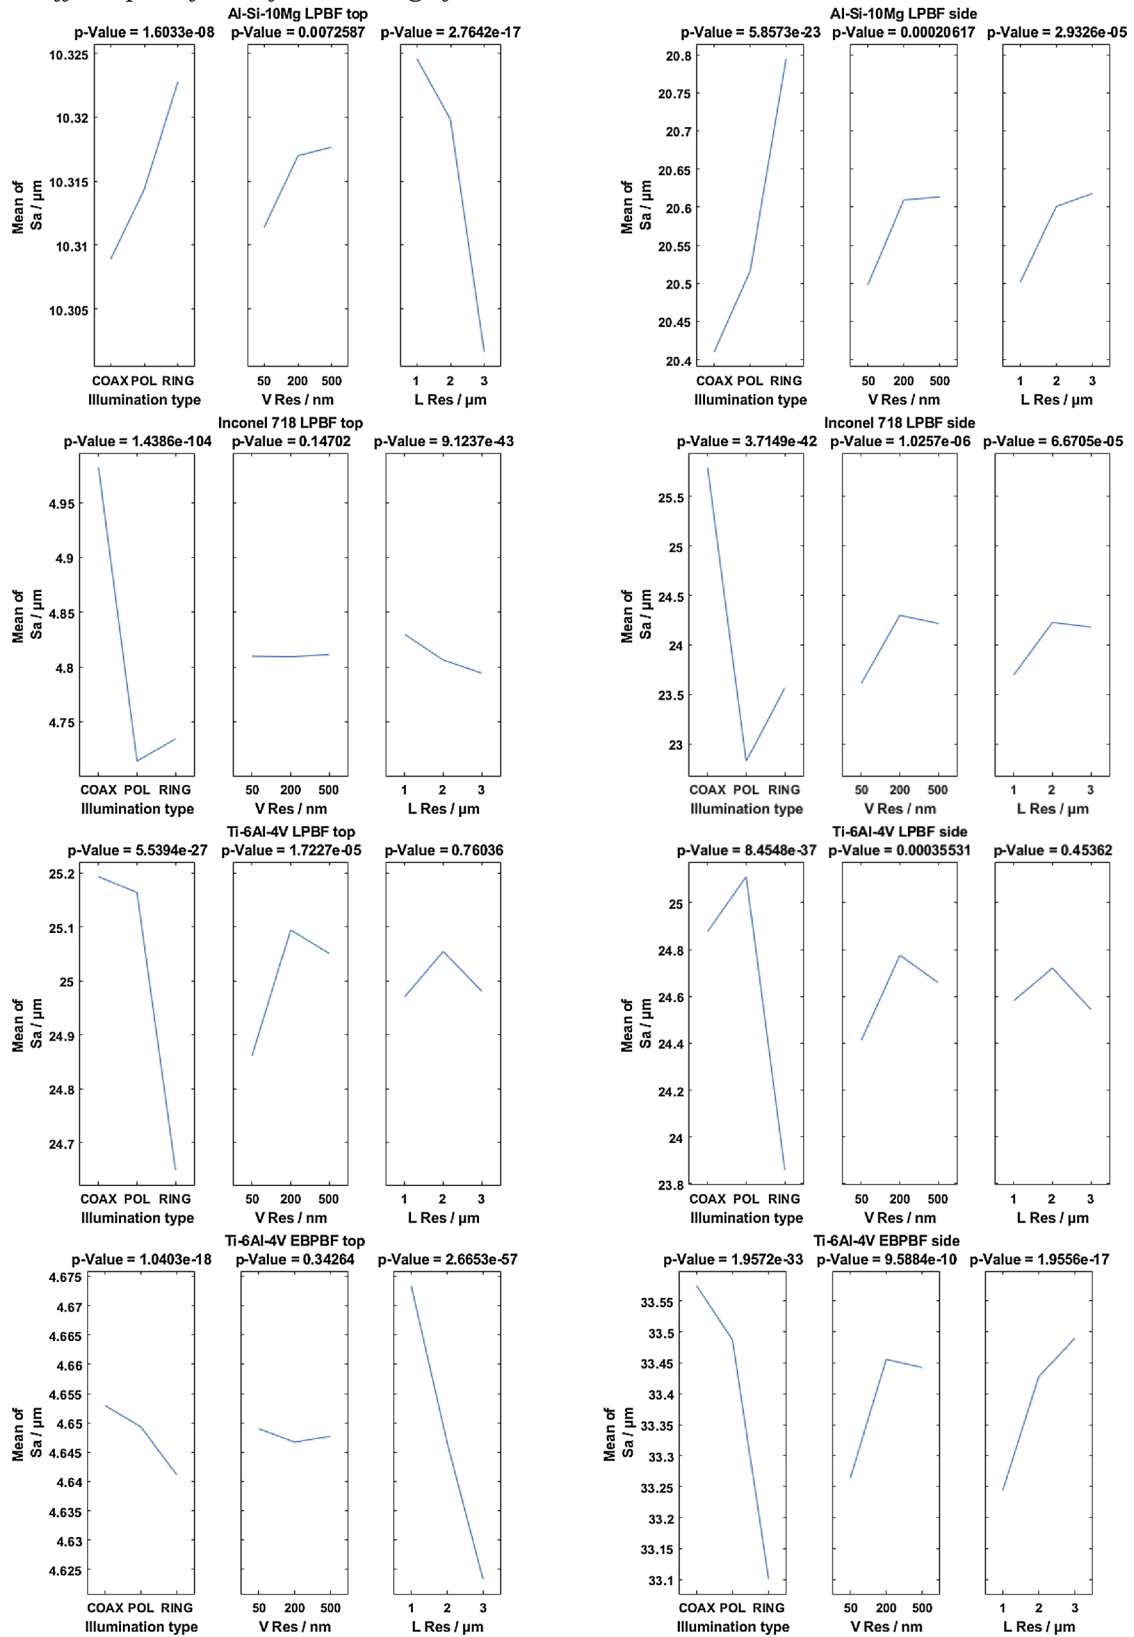 Al-Si-10Mg LPBF top
p-Value = 1.6033e-08 p-Value = 0.0072587 p-Value = 2.7642e-17
10.325
10.32
10.315
10.31
10.305
Mean of
Sa / µm
COAX POL RING 50 200 500 1 2 3
Illumination type V Res / nm L Res / µm
Al-Si-10Mg LPBF side
p-Value = 5.8573e-23 p-Value = 0.00020617 p-Value = 2.9326e-05
20.8
20.75
20.7
20.65
20.6
20.55
20.5
20.45
20.4
Mean of
Sa / µm
COAX POL RING 50 200 500 1 2 3
Illumination type V Res / nm L Res / µm
Inconel 718 LPBF top
p-Value = 1.4386e-104 p-Value = 0.14702 p-Value = 9.1237e-43
4.95
4.9
4.85
4.8
4.75
Mean of
Sa / µm
COAX POL RING 50 200 500 1 2 3
Illumination type V Res / nm L Res / µm
Inconel 718 LPBF side
p-Value = 3.7149e-42 p-Value = 1.0257e-06 p-Value = 6.6705e-05
25.5
25
24.5
24
23.5
23
Mean of
Sa / µm
COAX POL RING 50 200 500 1 2 3
Illumination type V Res / nm L Res / µm
Ti-6Al-4V LPBF top
p-Value = 5.5394e-27 p-Value = 1.7227e-05 p-Value = 0.76036
25.2
25.1
25
24.9
24.8
24.7
Mean of
Sa / µm
COAX POL RING 50 200 500 1 2 3
Illumination type V Res / nm L Res / µm
Ti-6Al-4V LPBF side
p-Value = 8.4548e-37 p-Value = 0.00035531 p-Value = 0.45362
25
24.8
24.6
24.4
24.2
24
23.8
Mean of
Sa / µm
COAX POL RING 50 200 500 1 2 3
Illumination type V Res / nm L Res / µm
Ti-6Al-4V EBPBF top
p-Value = 1.0403e-18 p-Value = 0.34264 p-Value = 2.6653e-57
4.675
4.67
4.665
4.66
4.655
4.65
4.645
4.64
4.635
4.63
4.625
Mean of
Sa / µm
COAX POL RING 50 200 500 1 2 3
Illumination type V Res / nm L Res / µm
Ti-6Al-4V EBPBF side
p-Value = 1.9572e-33 p-Value = 9.5884e-10 p-Value = 1.9556e-17
33.55
33.5
33.45
33.4
33.35
33.3
33.25
33.2
33.15
33.1
Mean of
Sa / µm
COAX POL RING 50 200 500 1 2 3
Illumination type V Res / nm L Res / µm